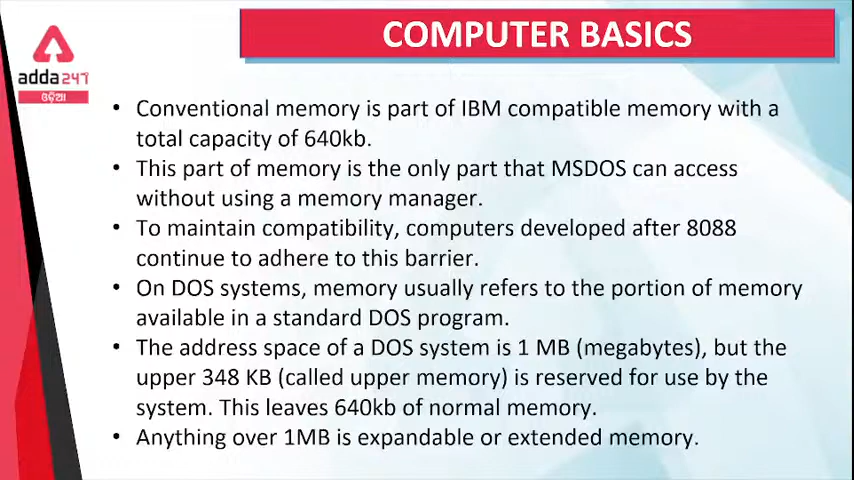 COMPUTER BASICS
adda247
ଓଡ଼ିଆ
• Conventional memory is part of IBM compatible memory with a
total capacity of 640kb.
• This part of memory is the only part that MSDOS can access
without using a memory manager.
• To maintain compatibility, computers developed after 8088
continue to adhere to this barrier.
• On DOS systems, memory usually refers to the portion of memory
available in a standard DOS program.
• The address space of a DOS system is 1 MB (megabytes), but the
upper 348 KB (called upper memory) is reserved for use by the
system. This leaves 640kb of normal memory.
• Anything over 1MB is expandable or extended memory.